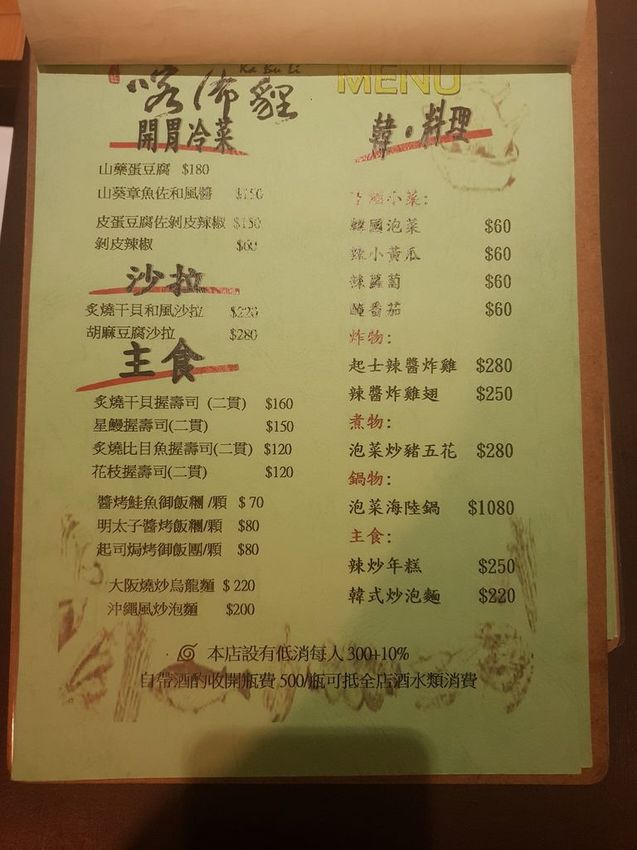 Ka Bu Li
MENU
喀佈貍
開胃冷菜
山藥蛋豆腐 $180
山葵章魚佐和風醬 $150
皮蛋豆腐佐剝皮辣椒 $150
剝皮辣椒 $60
沙拉
炙燒干貝和風沙拉 $220
胡麻豆腐沙拉 $280
主食
炙燒干貝握壽司 (二貫) $160
星鰻握壽司(二貫) $150
炙燒比目魚握壽司(二貫) $120
花枝握壽司(二貫) $120
醬烤鮭魚御飯糰 /顆 $ 70
明太子醬烤飯糰/顆 $80
起司焗烤御飯團/顆 $80
大阪燒炒烏龍麵 $ 220
沖繩風炒泡麵 $200
韓・料理
小菜:
韓國泡菜 $60
辣小黃瓜 $60
辣蘿蔔 $60
醃番茄 $60
炸物:
起士辣醬炸雞 $280
辣醬炸雞翅 $250
煮物:
泡菜炒豬五花 $280
鍋物:
泡菜海陸鍋 $1080
主食:
辣炒年糕 $250
韓式炒泡麵 $220
本店設有低消每人 300+10%
自帶酒酌收開瓶費 500/瓶可抵全店酒水類消費